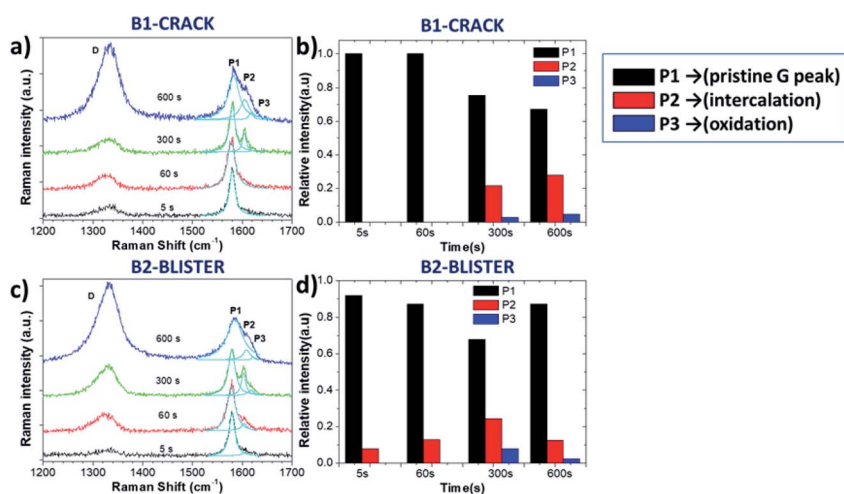 B1-CRACK
a)
D
P1
P2
P3
600 s
300 s
60 s
5 s
Raman intensity (a.u.)
1200 1300 1400 1500 1600 1700
Raman Shift (cm-1)
B1-CRACK
b)
P1
P2
P3
1.0
0.8
0.6
0.4
0.2
0.0
Relative intensity(a.u)
5s 60s 300s 600s
Time(s)
P1 →(pristine G peak)
P2 →(intercalation)
P3 →(oxidation)
B2-BLISTER
c)
D
P1
P2
P3
600 s
300 s
60 s
5 s
Raman intensity (a.u.)
1200 1300 1400 1500 1600 1700
Raman Shift (cm-1)
B2-BLISTER
d)
P1
P2
P3
1.0
0.8
0.6
0.4
0.2
0.0
Relative intensity(a.u)
5s 60s 300s 600s
Time(s)